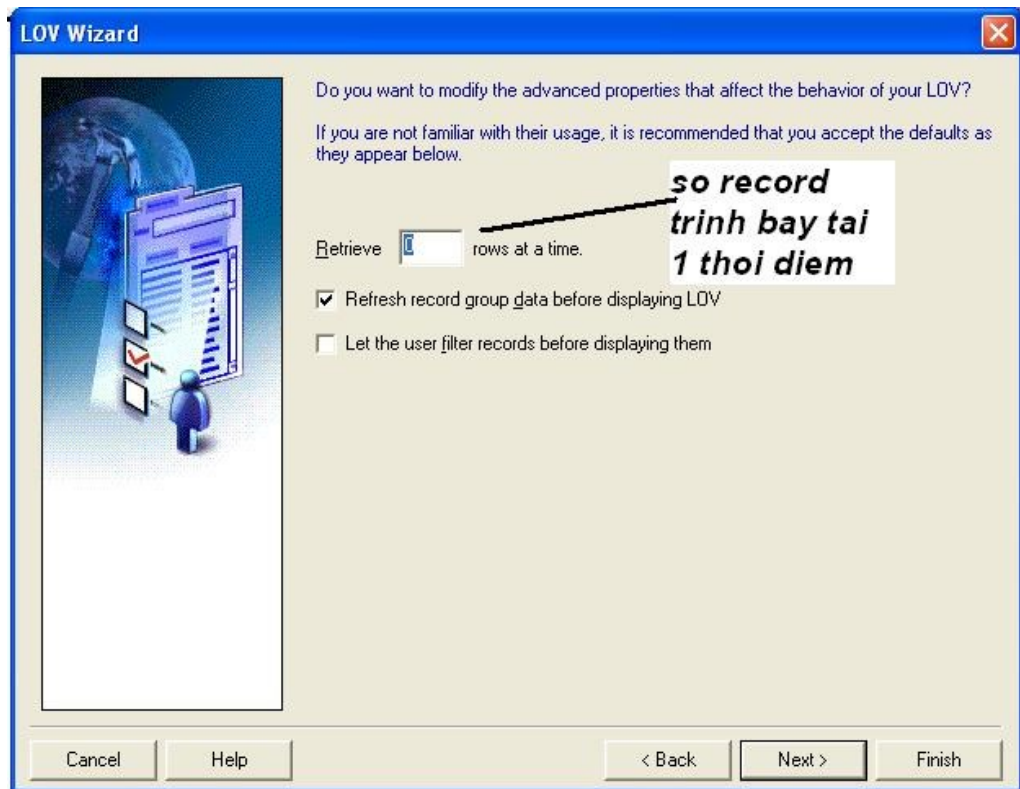 LOV Wizard
Do you want to modify the advanced properties that affect the behavior of your LOV?
If you are not familiar with their usage, it is recommended that you accept the defaults as
they appear below.
so record
trinh bay tai
1 thoi diem
Retrieve 0 rows at a time.
Refresh record group data before displaying LOV
Let the user filter records before displaying them
Cancel Help < Back Next > Finish